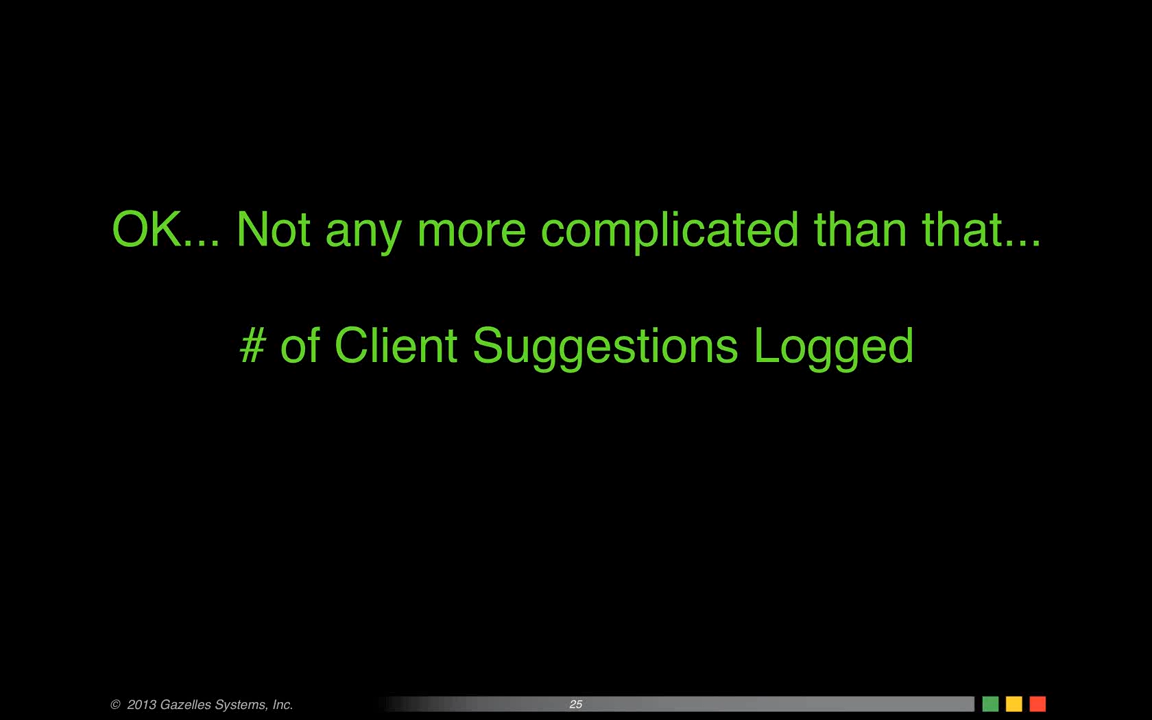 OK... Not any more complicated than that...
# of Client Suggestions Logged
© 2013 Gazelles Systems, Inc.
25